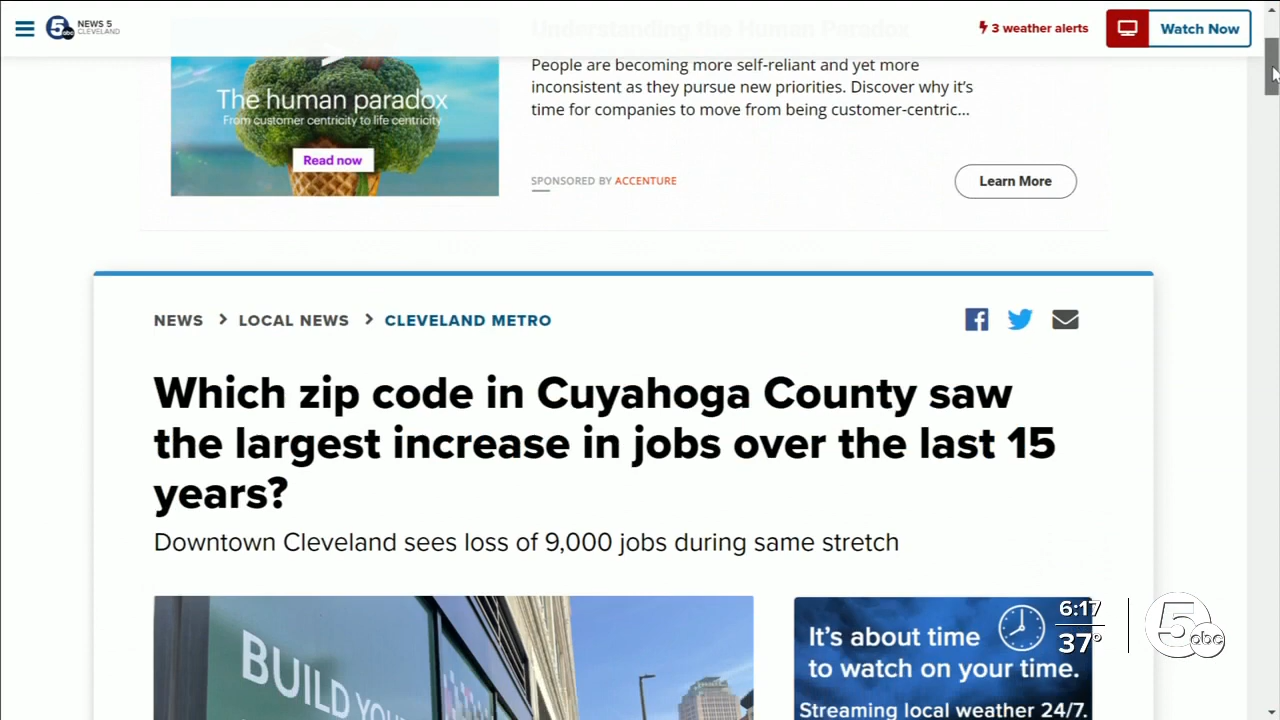 NEWS 5
CLEVELAND
3 weather alerts
Watch Now
Understanding the Human Paradox
The human paradox
From customer centricity to life centricity
Read now
People are becoming more self-reliant and yet more
inconsistent as they pursue new priorities. Discover why it's
time for companies to move from being customer-centric...
SPONSORED BY ACCENTURE
Learn More
NEWS > LOCAL NEWS > CLEVELAND METRO
Which zip code in Cuyahoga County saw
the largest increase in jobs over the last 15
years?
Downtown Cleveland sees loss of 9,000 jobs during same stretch
BUILD YOU
It's about time
to watch on your time.
Streaming local weather 24/7.
6:17
37°
5 abc